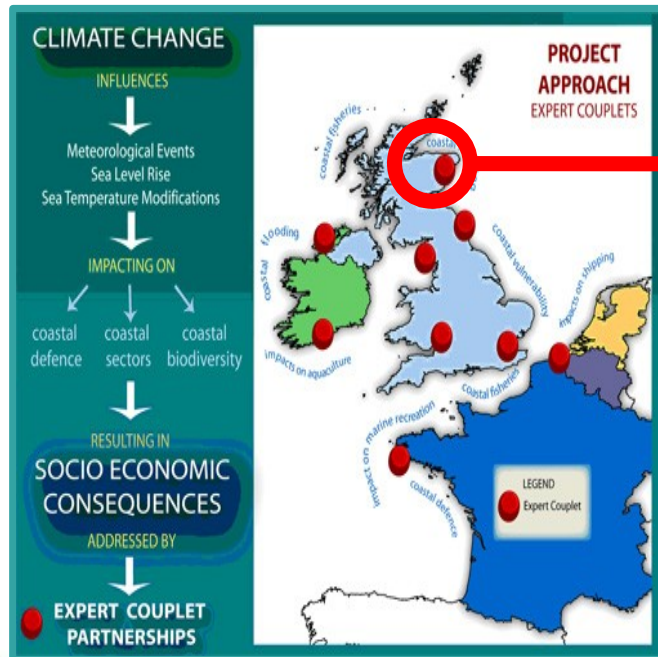 CLIMATE CHANGE
INFLUENCES
Meteorological Events
Sea Level Rise
Sea Temperature Modifications
IMPACTING ON
coastal defence
coastal sectors
coastal biodiversity
RESULTING IN
SOCIO ECONOMIC
CONSEQUENCES
ADDRESSED BY
EXPERT COUPLET
PARTNERSHIPS
PROJECT
APPROACH
EXPERT COUPLETS
coastal fisheries
coastal
coastal flooding
coastal vulnerability
impacts on shipping
impacts on aquaculture
coastal fisheries
impact on marine recreation
coastal defence
LEGEND
Expert Couplet